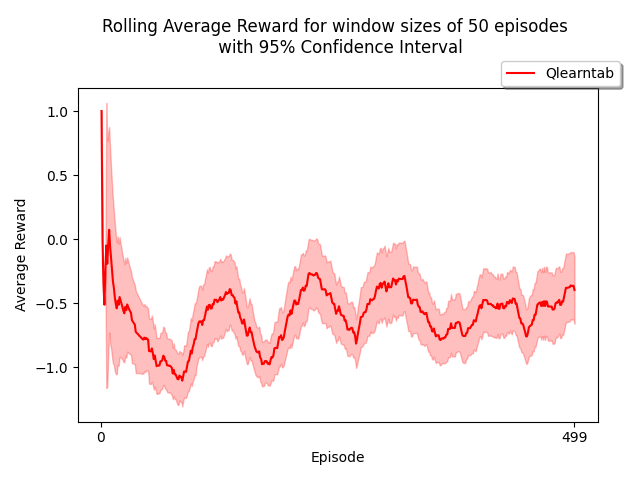 Rolling Average Reward for window sizes of 50 episodes
with 95% Confidence Interval
Qlearntab
1.0
0.5
0.0
−0.5
−1.0
Average Reward
0
499
Episode